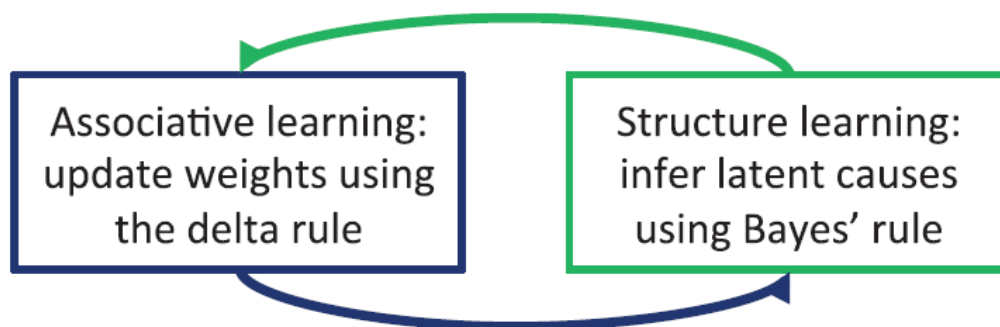 Associative learning:
update weights using
the delta rule
Structure learning:
infer latent causes
using Bayes’ rule